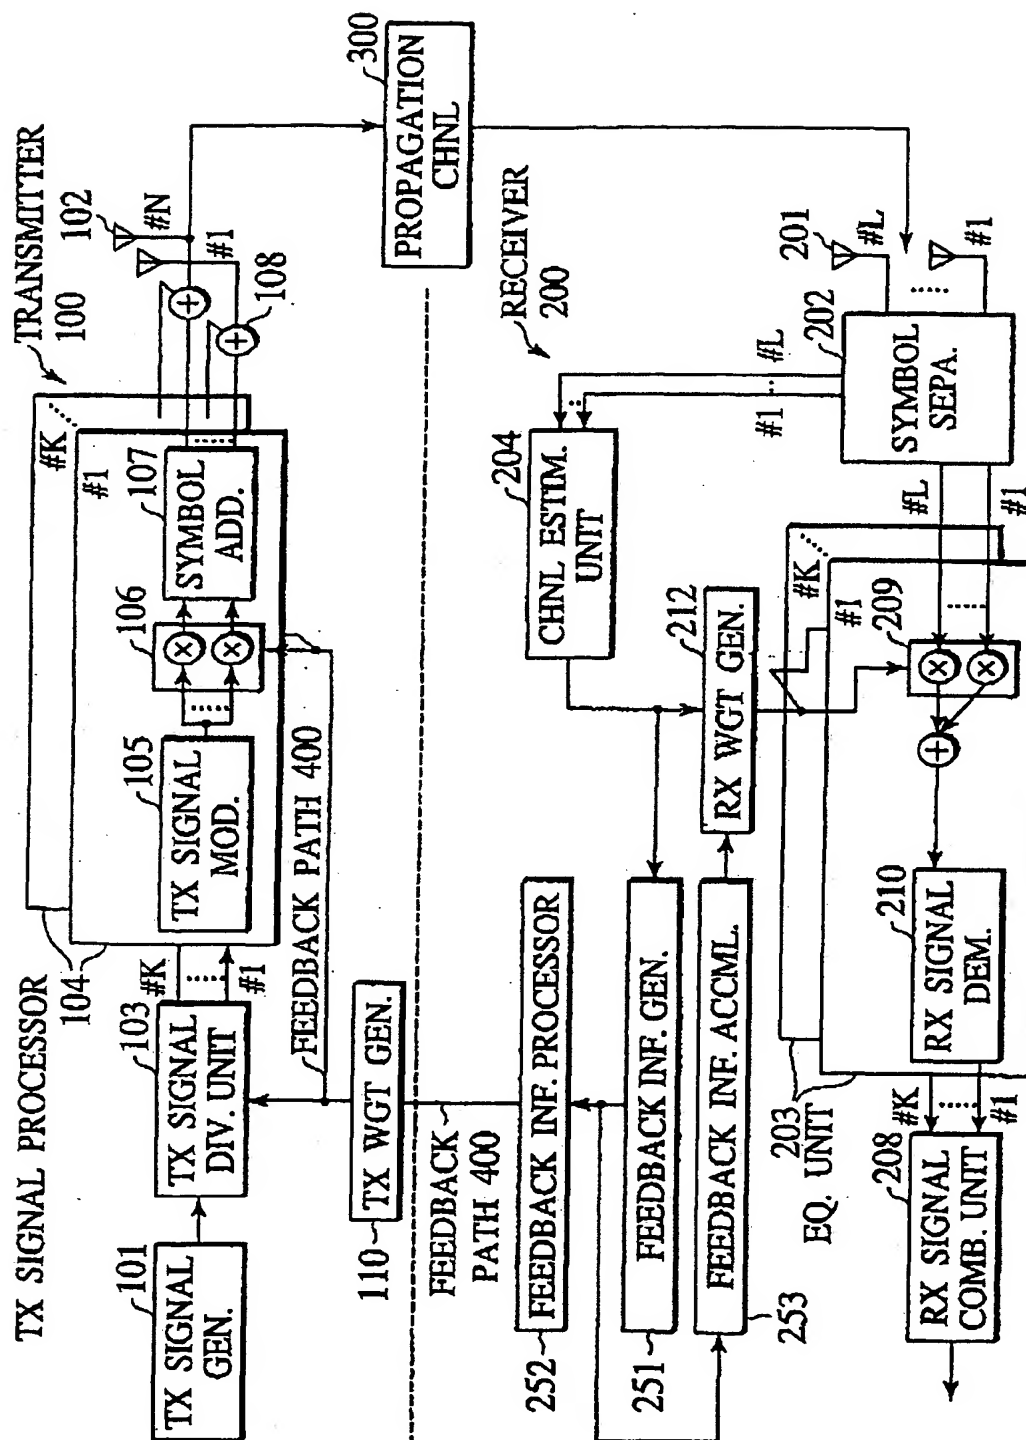 TRANSMITTER
100
TX SIGNAL PROCESSOR
104
101
TX SIGNAL
GEN.
103
TX SIGNAL
DIV. UNIT
#K
#1
#K
#1
105
TX SIGNAL
MOD.
106
107
SYMBOL
ADD.
102
#N
#1
108
FEEDBACK PATH 400
110
TX WGT GEN.
300
PROPAGATION
CHNL
FEEDBACK
PATH 400
RECEIVER
200
252
FEEDBACK INF. PROCESSOR
251
FEEDBACK INF. GEN.
FEEDBACK INF. ACCML.
253
204
CHNL ESTIM.
UNIT
212
RX WGT GEN.
#L
#1
201
#L
#1
202
SYMBOL
SEPA.
#L
#1
203
EQ. UNIT
#K
#1
209
210
RX SIGNAL
DEM.
#K
#1
208
RX SIGNAL
COMB. UNIT